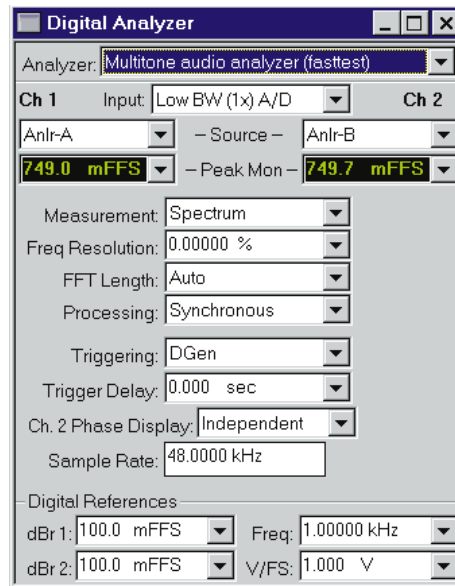 Digital Analyzer
Analyzer: Multitone audio analyzer (fasttest)
Ch 1 Input: Low BW (1x) A/D Ch 2
Anlr-A – Source – Anlr-B
749.0 mFFS – Peak Mon – 749.7 mFFS
Measurement: Spectrum
Freq Resolution: 0.00000 %
FFT Length: Auto
Processing: Synchronous
Triggering: DGen
Trigger Delay: 0.000 sec
Ch. 2 Phase Display: Independent
Sample Rate: 48.0000 kHz
Digital References
dBr 1: 100.0 mFFS Freq: 1.00000 kHz
dBr 2: 100.0 mFFS V/FS: 1.000 V